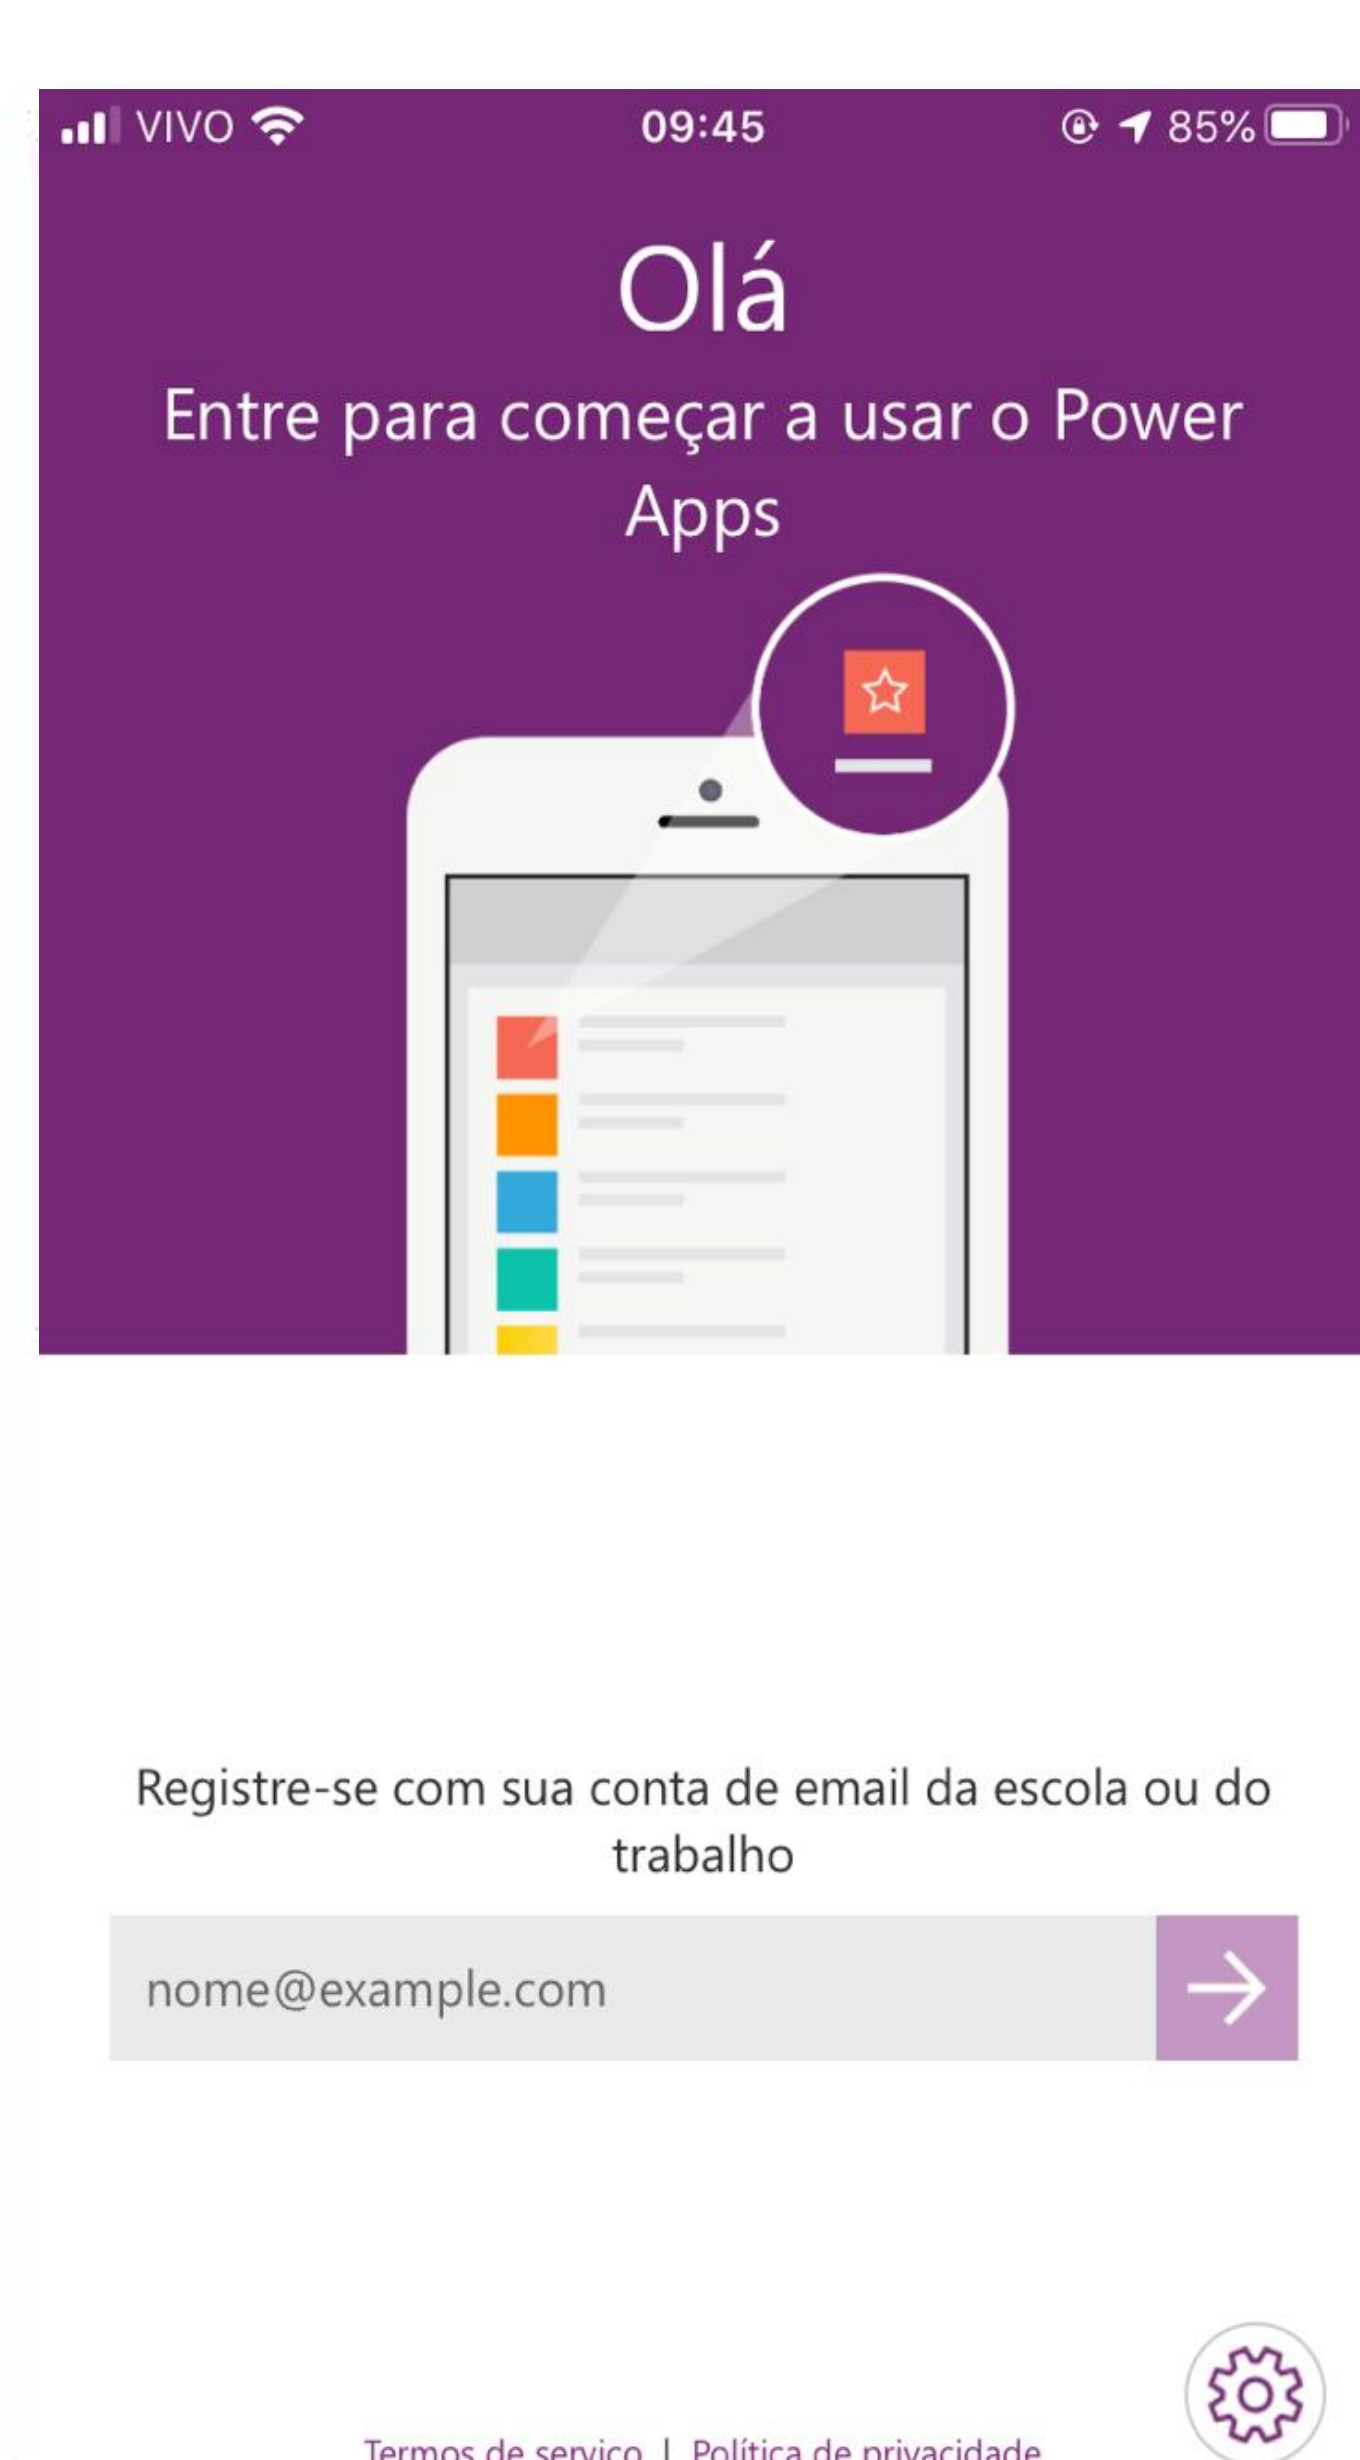 VIVO 09:45 85%
Olá
Entre para começar a usar o Power
Apps
Registre-se com sua conta de email da escola ou do
trabalho
nome@example.com
Termos de serviço | Política de privacidade